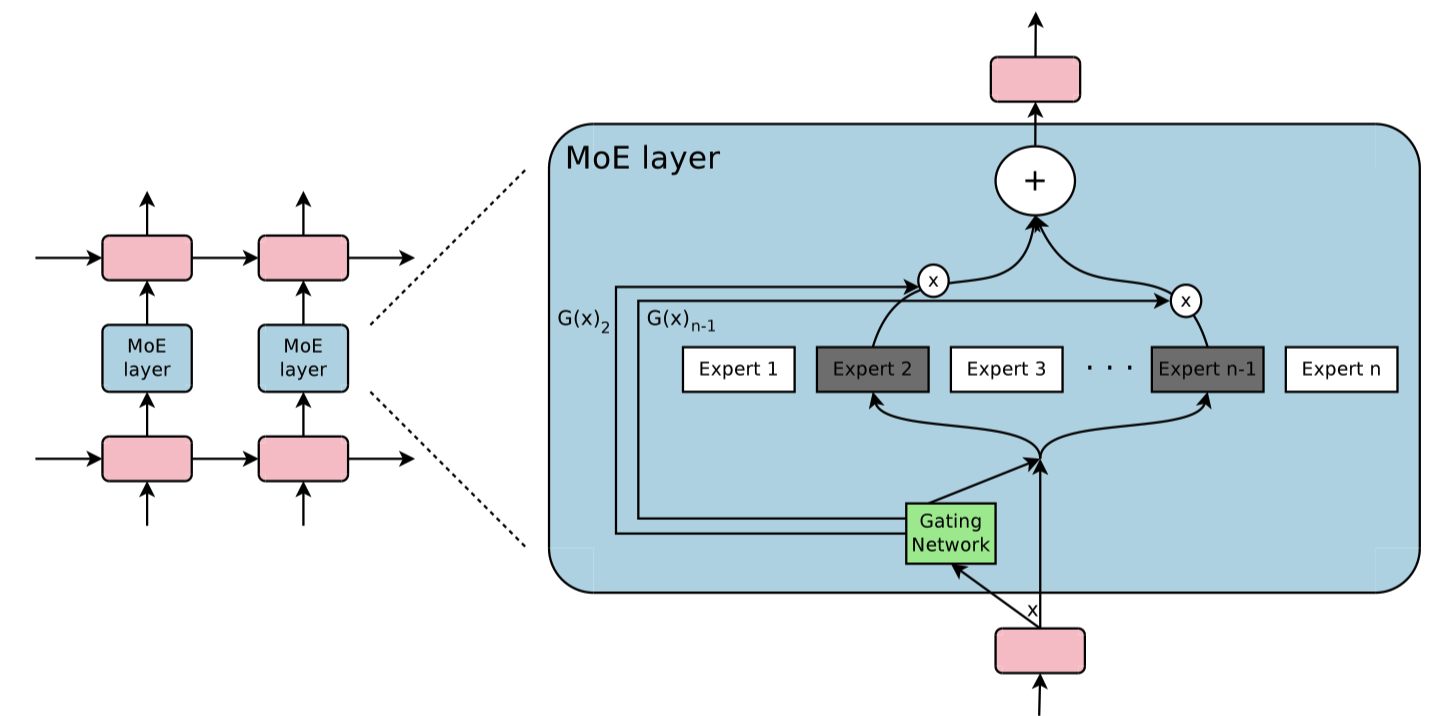 MoE
layer
MoE
layer
MoE layer
+
x
x
G(x)2
G(x)n-1
Expert 1
Expert 2
Expert 3
. . .
Expert n-1
Expert n
Gating
Network
x